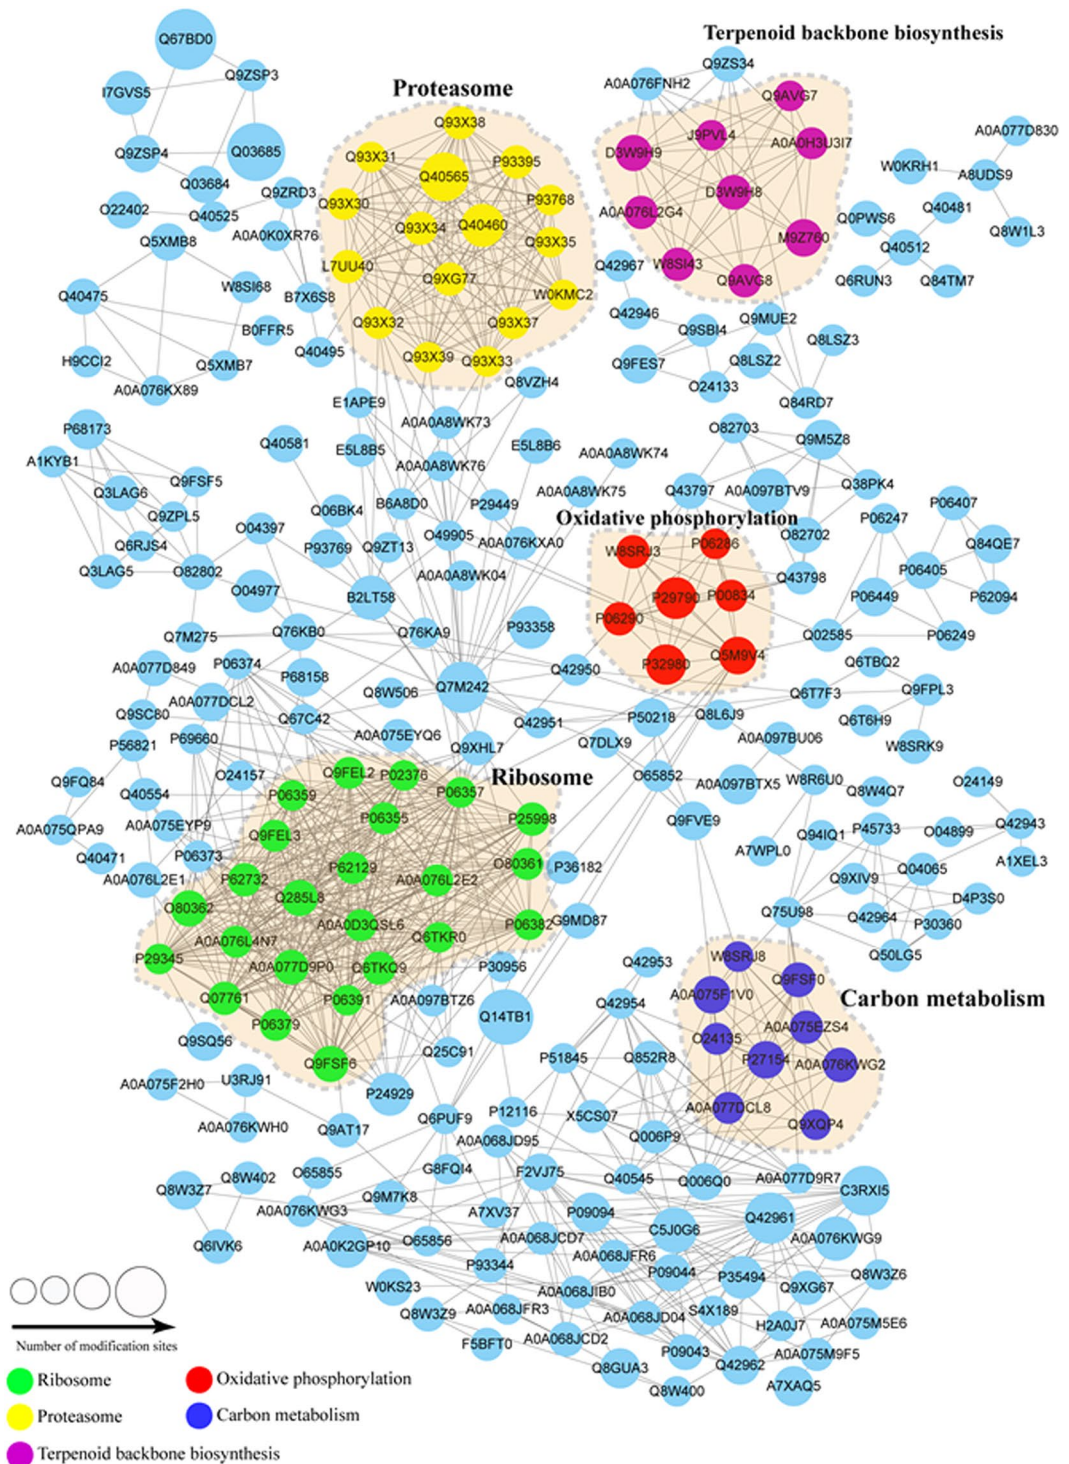 Terpenoid backbone biosynthesis
Q67BD0
Q9ZS34
Q9ZSP3
A0A076FNH2
I7GVS5
Proteasome
Q9AVG7
Q93X38
A0A077D830
J9PVL4
Q9ZSP4
Q03685
Q93X31
P93395
D3W9H9
A0A0H3U3I7
W0KRH1
A8UDS9
Q40565
Q03684
Q9ZRD3
D3W9H8
Q93X30
P93768
O22402
Q40525
A0A076L2G4
Q0PWS6
Q40481
Q93X34
Q40460
Q8W1L3
Q5XMB8
A0A0K0XR76
Q93X35
M9Z760
Q40512
L7UU40
Q42967
W8SI43
Q9XG77
Q9AVG8
Q6RUN3
Q84TM7
W8SI68
Q40475
B7X6S8
W0KMC2
Q42946
Q9MUE2
B0FFR5
Q93X32
Q93X37
Q9SBI4
Q8LSZ3
Q40495
H9CCI2
Q5XMB7
Q93X39
Q93X33
Q9FES7
Q8LSZ2
A0A076KX89
Q8VZH4
O24133
E1APE9
Q84RD7
A0A0A8WK73
P68173
O82703
Q40581
E5L8B5
E5L8B6
Q9M5Z8
A0A0A8WK74
A1KYB1
A0A0A8WK76
Q9FSF5
Q3LAG6
A0A0A8WK75
Q43797
A0A097BTV9
Q38PK4
B6A8D0
P29449
P06407
Q06BK4
Q9ZPL5
Oxidative phosphorylation
P06247
O04397
O49905
A0A076KXA0
O82702
Q6RJS4
P93769
Q9ZT13
W8SRJ3
P06286
Q84QE7
Q3LAG5
O82802
A0A0A8WK04
Q43798
P06405
O04977
B2LT58
P29790
P00834
P06449
P62094
P06290
Q7M275
Q76KB0
Q76KA9
P93358
Q02585
P06249
A0A077D849
P06374
P32980
Q5M9V4
Q6TBQ2
P68158
Q42950
Q7M242
Q8W506
Q6T7F3
Q9FPL3
A0A077DCL2
Q9SC80
Q67C42
Q42951
P50218
Q8L6J9
Q6T6H9
P56821
P69660
A0A075EYQ6
Q7DLX9
A0A097BU06
W8SRK9
Q9XHL7
Q9FQ84
O24157
Q9FEL2
P02376
Ribosome
O65852
A0A097BTX5
W8R6U0
O24149
Q40554
P06359
P06357
Q8W4Q7
A0A075QPA9
A0A075EYP9
P06355
P25998
Q9FVE9
Q94IQ1
P45733
O04899
Q42943
Q9FEL3
Q40471
P06373
A7WPL0
A1XEL3
P62129
O80361
P36182
Q04065
A0A076L2E1
P62732
A0A076L2E2
Q9XIV9
Q285L8
D4P3S0
O80362
Q75U98
Q42964
A0A0D3QSL6
P06382
G9MD87
P30360
A0A076L4N7
Q6TKR0
P29345
W8SRJ8
Q50LG5
A0A077D9P0
Q6TKQ9
P30956
Q42953
Q9FSF0
Q07761
P06391
A0A097BTZ6
Q42954
A0A075F1V0
Carbon metabolism
P06379
Q14TB1
A0A075EZS4
Q9SQ56
O24135
Q9FSF6
Q25C91
P51845
Q852R8
P27154
A0A076KWG2
A0A075F2H0
U3RJ91
P24929
A0A077DCL8
Q6PUF9
P12116
X5CS07
Q9XQP4
A0A076KWH0
Q9AT17
A0A068JD95
Q006P9
Q8W402
O65855
G8FQI4
F2VJ75
Q40545
Q006Q0
A0A077D9R7
Q8W3Z7
Q9M7K8
C3RXI5
A0A076KWG3
A7XV37
P09094
Q42961
C5J0G6
Q6IVK6
A0A0K2GP10
O65856
A0A068JCD7
A0A076KWG9
A0A068JFR6
P93344
P09044
P35494
Q8W3Z6
W0KS23
A0A068JIB0
Q9XG67
Q8W3Z9
A0A068JFR3
A0A068JD04
S4X189
H2A0J7
A0A075M5E6
F5BFT0
A0A068JCD2
P09043
A0A075M9F5
Number of modification sites
Q8GUA3
Q42962
Q8W400
A7XAQ5
Ribosome
Oxidative phosphorylation
Proteasome
Carbon metabolism
Terpenoid backbone biosynthesis